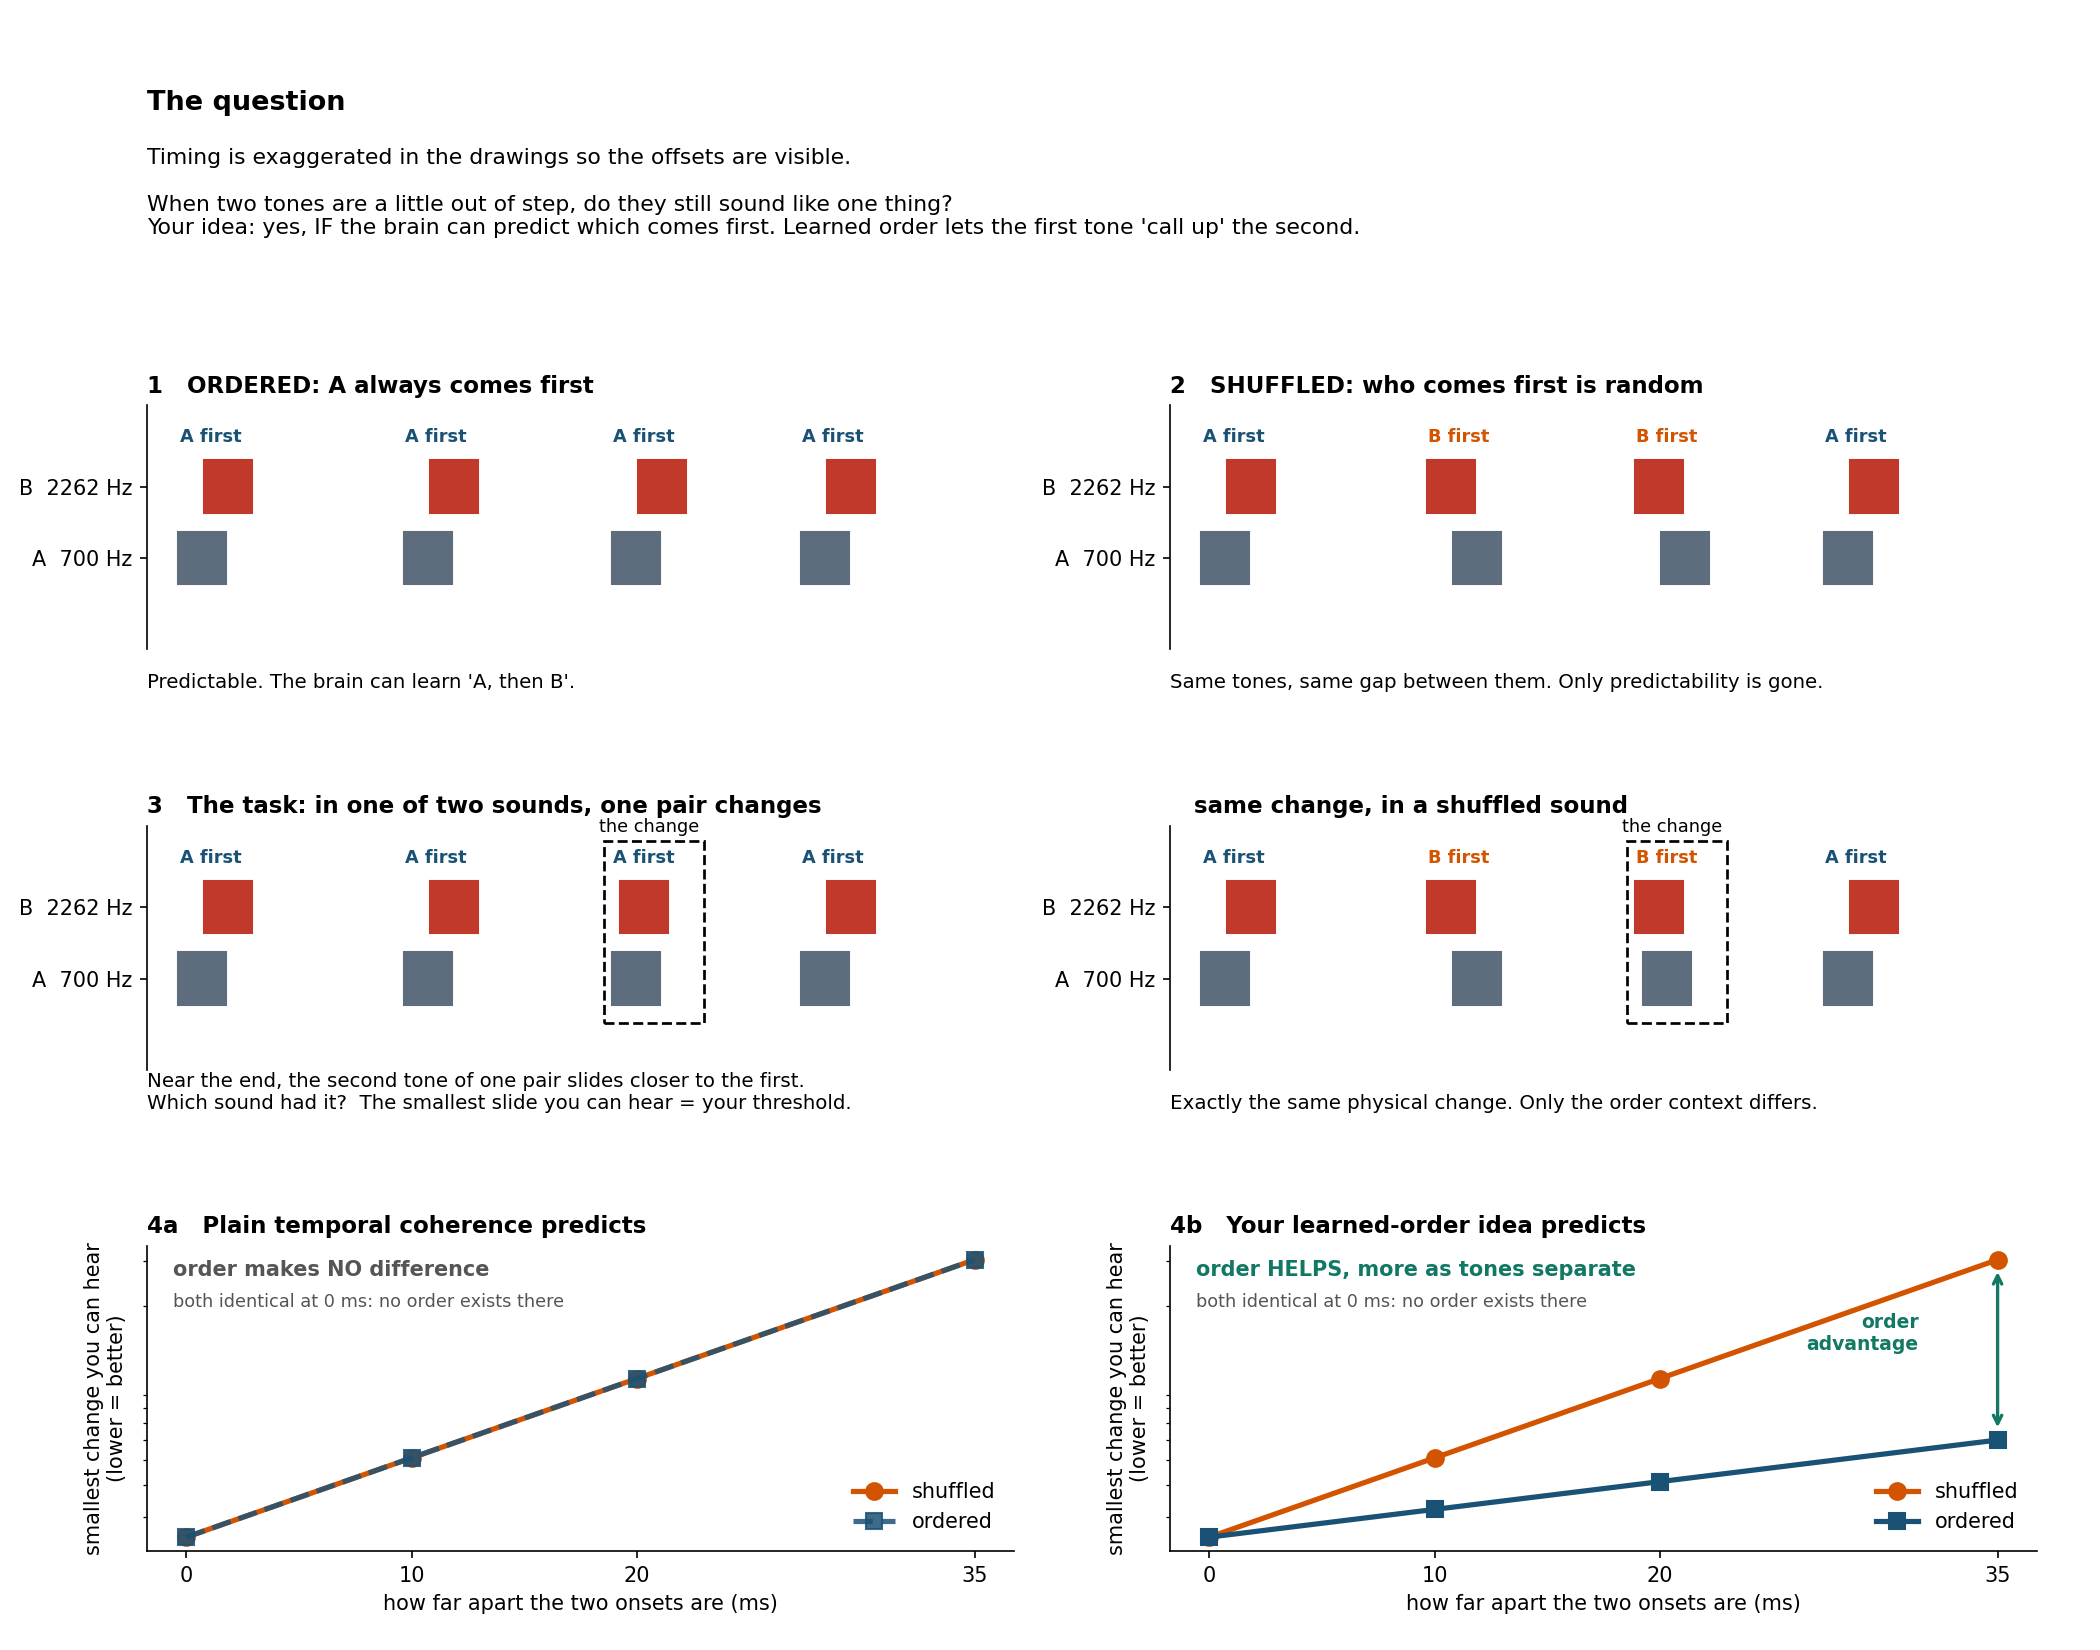 The question
Timing is exaggerated in the drawings so the offsets are visible.
When two tones are a little out of step, do they still sound like one thing?
Your idea: yes, IF the brain can predict which comes first. Learned order lets the first tone 'call up' the second.
1 ORDERED: A always comes first
A first A first A first A first
B 2262 Hz
A 700 Hz
Predictable. The brain can learn 'A, then B'.
2 SHUFFLED: who comes first is random
A first B first B first A first
B 2262 Hz
A 700 Hz
Same tones, same gap between them. Only predictability is gone.
3 The task: in one of two sounds, one pair changes
the change
A first A first A first A first
B 2262 Hz
A 700 Hz
Near the end, the second tone of one pair slides closer to the first.
Which sound had it? The smallest slide you can hear = your threshold.
same change, in a shuffled sound
the change
A first B first B first A first
B 2262 Hz
A 700 Hz
Exactly the same physical change. Only the order context differs.
4a Plain temporal coherence predicts
order makes NO difference
both identical at 0 ms: no order exists there
smallest change you can hear
(lower = better)
shuffled
ordered
0 10 20 35
how far apart the two onsets are (ms)
4b Your learned-order idea predicts
order HELPS, more as tones separate
both identical at 0 ms: no order exists there
order
advantage
smallest change you can hear
(lower = better)
shuffled
ordered
0 10 20 35
how far apart the two onsets are (ms)